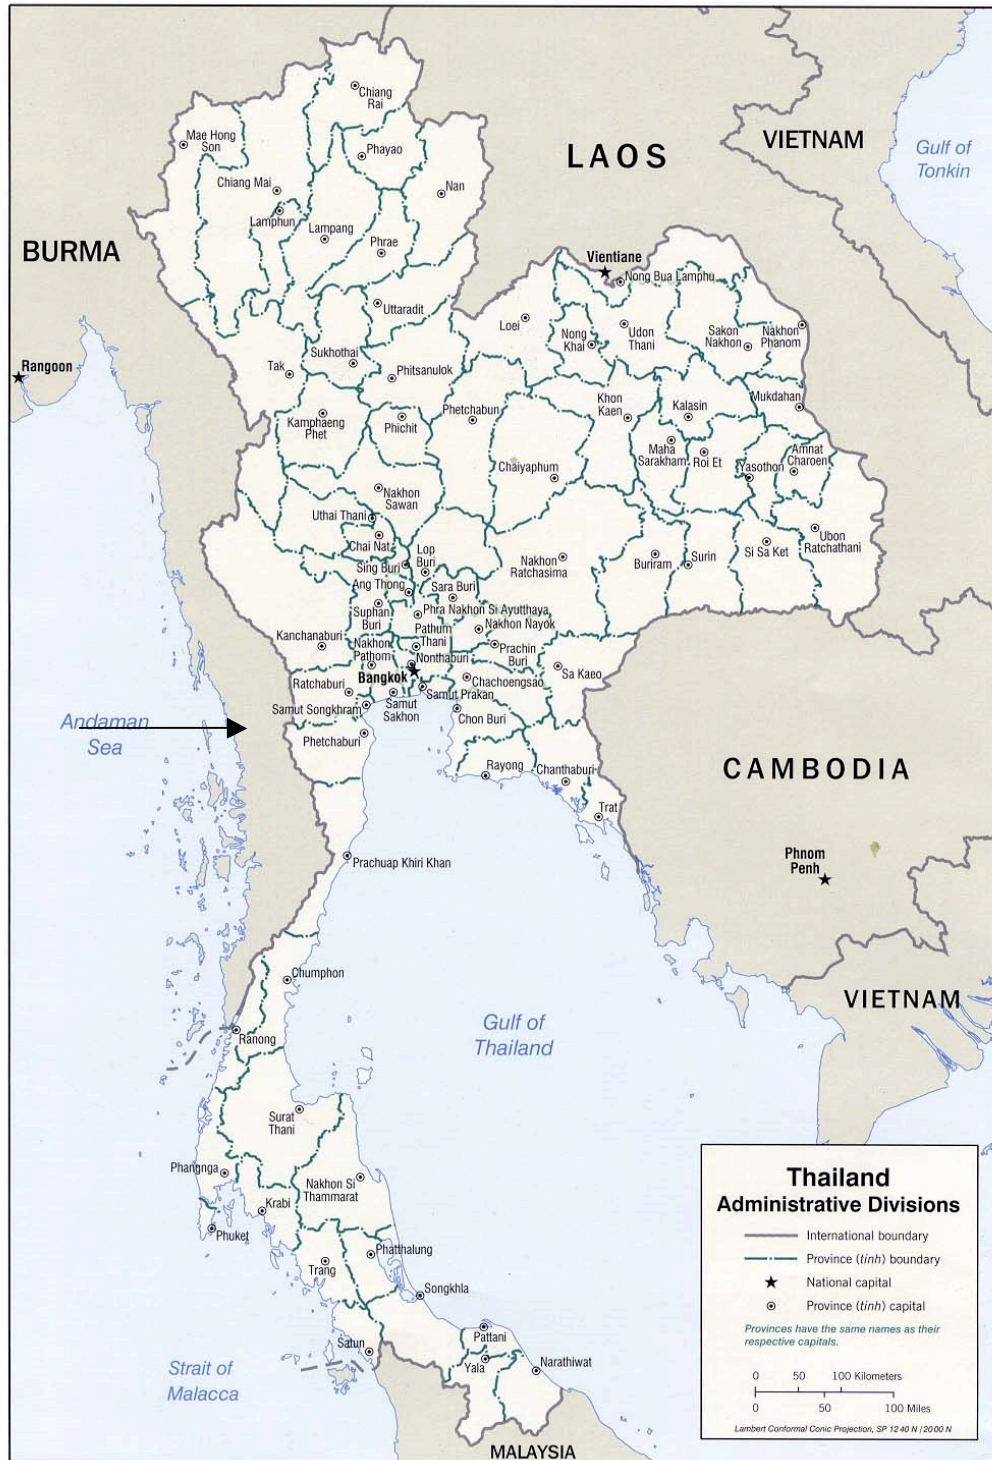 Chiang
Rai
Mae Hong
Son
Phayao
LAOS
VIETNAM
Gulf of
Tonkin
Chiang Mai
Nan
Lamphun
Lampang
Phrae
BURMA
Vientiane
Nong Bua Lamphu
Uttaradit
Loei
Nong
Khai
Udon
Thani
Sakon
Nakhon
Nakhon
Phanom
Rangoon
Tak
Sukhothai
Phitsanulok
Kamphaeng
Phet
Phichit
Phetchabun
Khon
Kaen
Kalasin
Mukdahan
Maha
Sarakham
Roi Et
Yasothon
Amnat
Charoen
Chaiyaphum
Nakhon
Sawan
Uthai Thani
Chai Nat
Lop
Buri
Sing Buri
Nakhon
Ratchasima
Buriram
Surin
Si Sa Ket
Ubon
Ratchathani
Ang Thong
Sara Buri
Suphan
Buri
Phra Nakhon Si Ayutthaya
Nakhon Nayok
Pathum
Thani
Kanchanaburi
Nakhon
Pathom
Nonthaburi
Prachin
Buri
Bangkok
Sa Kaeo
Ratchaburi
Chachoengsao
Samut Prakan
Samut
Sakhon
Samut Songkhram
Chon Buri
Andaman
Sea
Phetchaburi
Rayong
Chanthaburi
Trat
CAMBODIA
Phnom
Penh
Prachuap Khiri Khan
Chumphon
VIETNAM
Ranong
Gulf of
Thailand
Surat
Thani
Phangnga
Nakhon Si
Thammarat
Krabi
Phuket
Phatthalung
Trang
Songkhla
Satun
Pattani
Yala
Narathiwat
Strait of
Malacca
MALAYSIA
Thailand
Administrative Divisions
International boundary
Province (tinh) boundary
National capital
Province (tinh) capital
Provinces have the same names as their
respective capitals.
0 50 100 Kilometers
0 50 100 Miles
Lambert Conformal Conic Projection, SP 12 40 N / 20 00 N